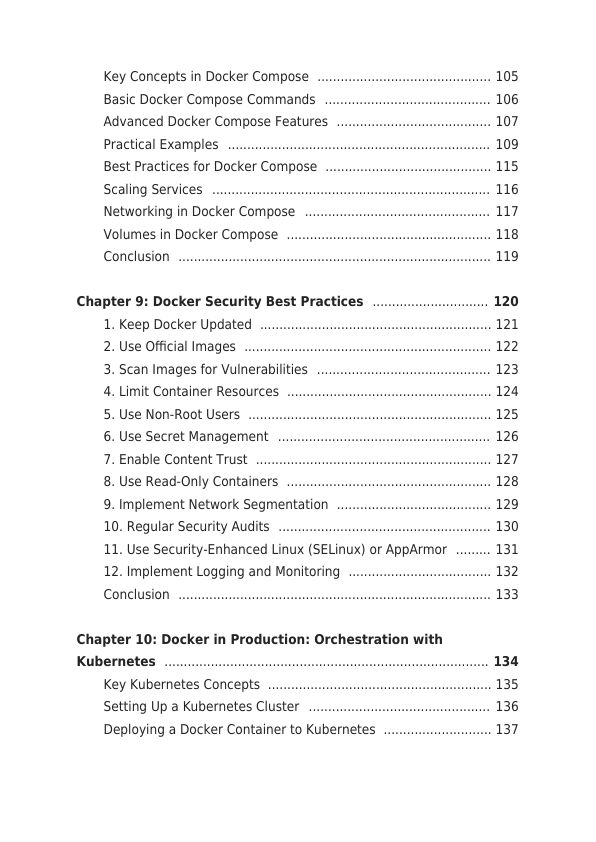 Key Concepts in Docker Compose ............................................. 105
Basic Docker Compose Commands ........................................... 106
Advanced Docker Compose Features ........................................ 107
Practical Examples .................................................................... 109
Best Practices for Docker Compose ........................................... 115
Scaling Services ........................................................................ 116
Networking in Docker Compose ................................................ 117
Volumes in Docker Compose ..................................................... 118
Conclusion ................................................................................. 119
Chapter 9: Docker Security Best Practices .............................. 120
1. Keep Docker Updated ............................................................ 121
2. Use Official Images ................................................................ 122
3. Scan Images for Vulnerabilities ............................................. 123
4. Limit Container Resources ..................................................... 124
5. Use Non-Root Users ............................................................... 125
6. Use Secret Management ....................................................... 126
7. Enable Content Trust ............................................................. 127
8. Use Read-Only Containers ..................................................... 128
9. Implement Network Segmentation ........................................ 129
10. Regular Security Audits ....................................................... 130
11. Use Security-Enhanced Linux (SELinux) or AppArmor ......... 131
12. Implement Logging and Monitoring ..................................... 132
Conclusion ................................................................................. 133
Chapter 10: Docker in Production: Orchestration with
Kubernetes .................................................................................... 134
Key Kubernetes Concepts .......................................................... 135
Setting Up a Kubernetes Cluster ............................................... 136
Deploying a Docker Container to Kubernetes ............................ 137